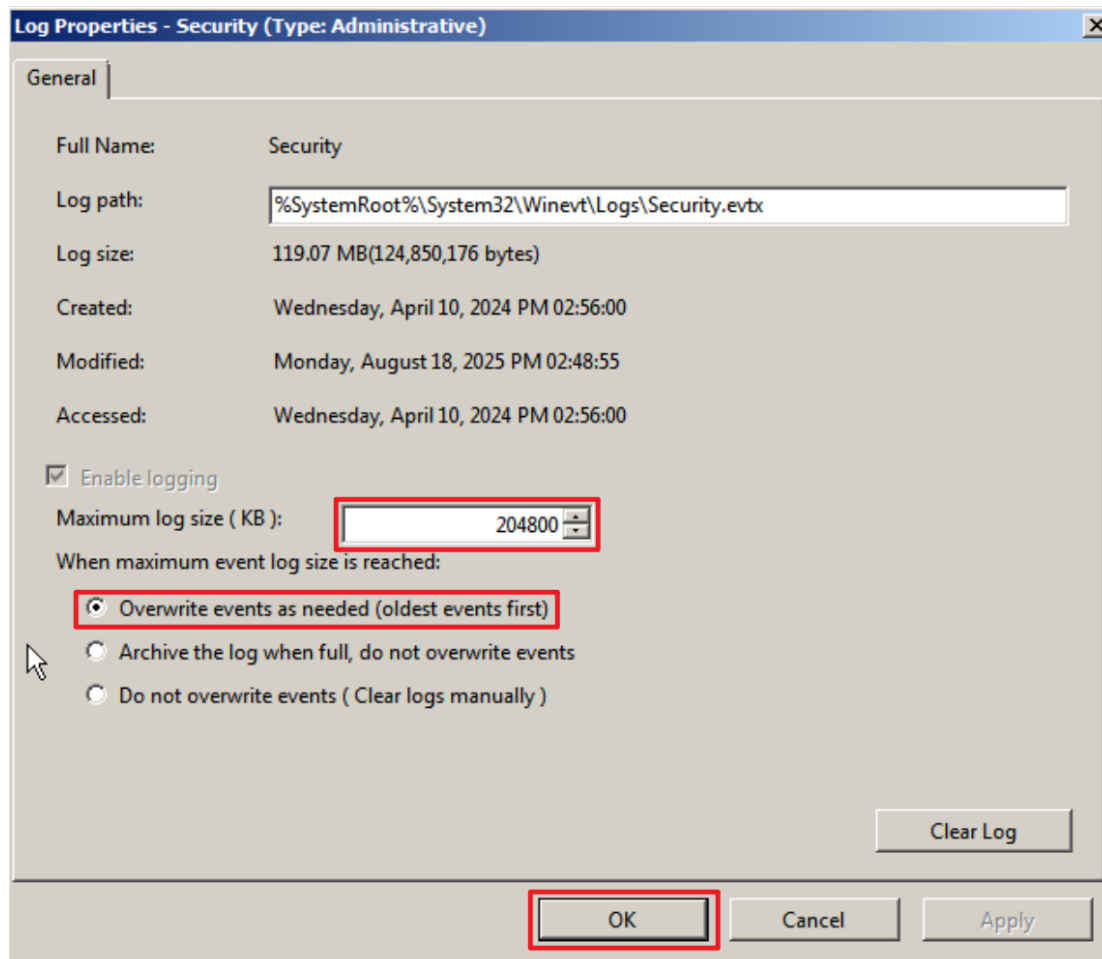 Log Properties - Security (Type: Administrative)
General
Full Name: Security
Log path: %SystemRoot%\System32\Winevt\Logs\Security.evtx
Log size: 119.07 MB(124,850,176 bytes)
Created: Wednesday, April 10, 2024 PM 02:56:00
Modified: Monday, August 18, 2025 PM 02:48:55
Accessed: Wednesday, April 10, 2024 PM 02:56:00
Enable logging
Maximum log size ( KB ): 204800
When maximum event log size is reached:
Overwrite events as needed (oldest events first)
Archive the log when full, do not overwrite events
Do not overwrite events ( Clear logs manually )
Clear Log
OK Cancel Apply